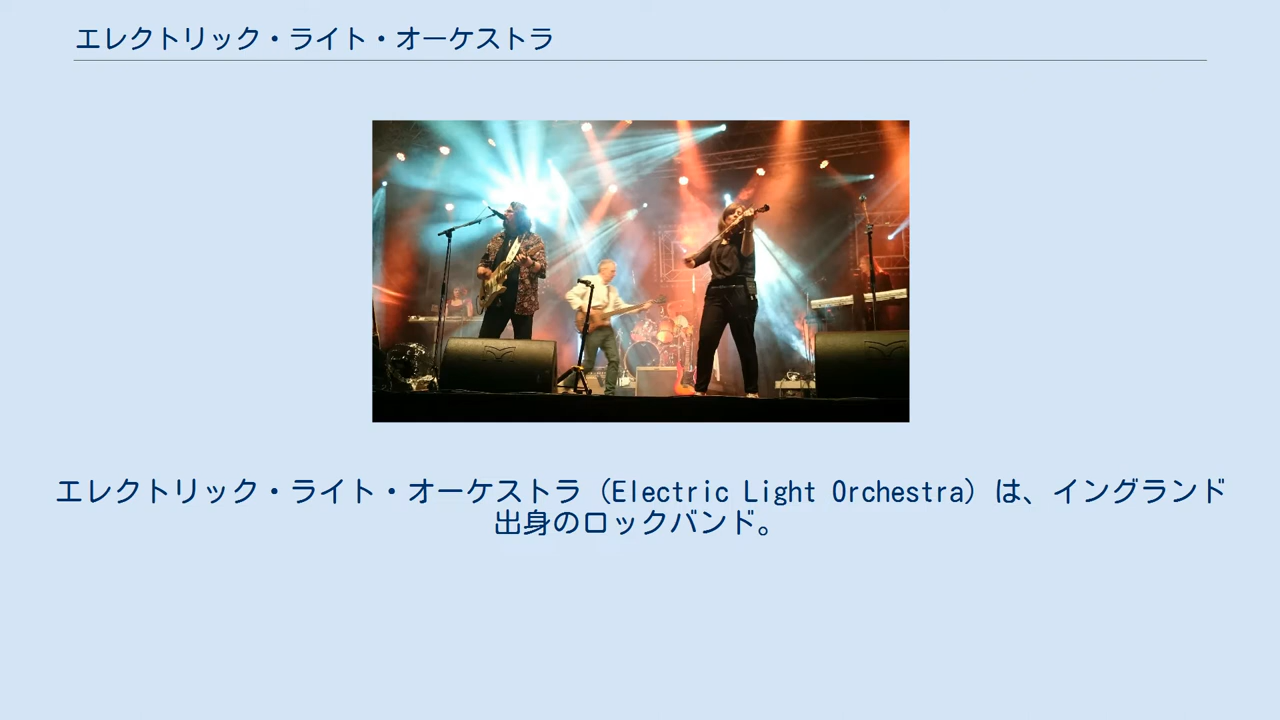 エレクトリック・ライト・オーケストラ
エレクトリック・ライト・オーケストラ（Electric Light Orchestra）は、イングランド
出身のロックバンド。